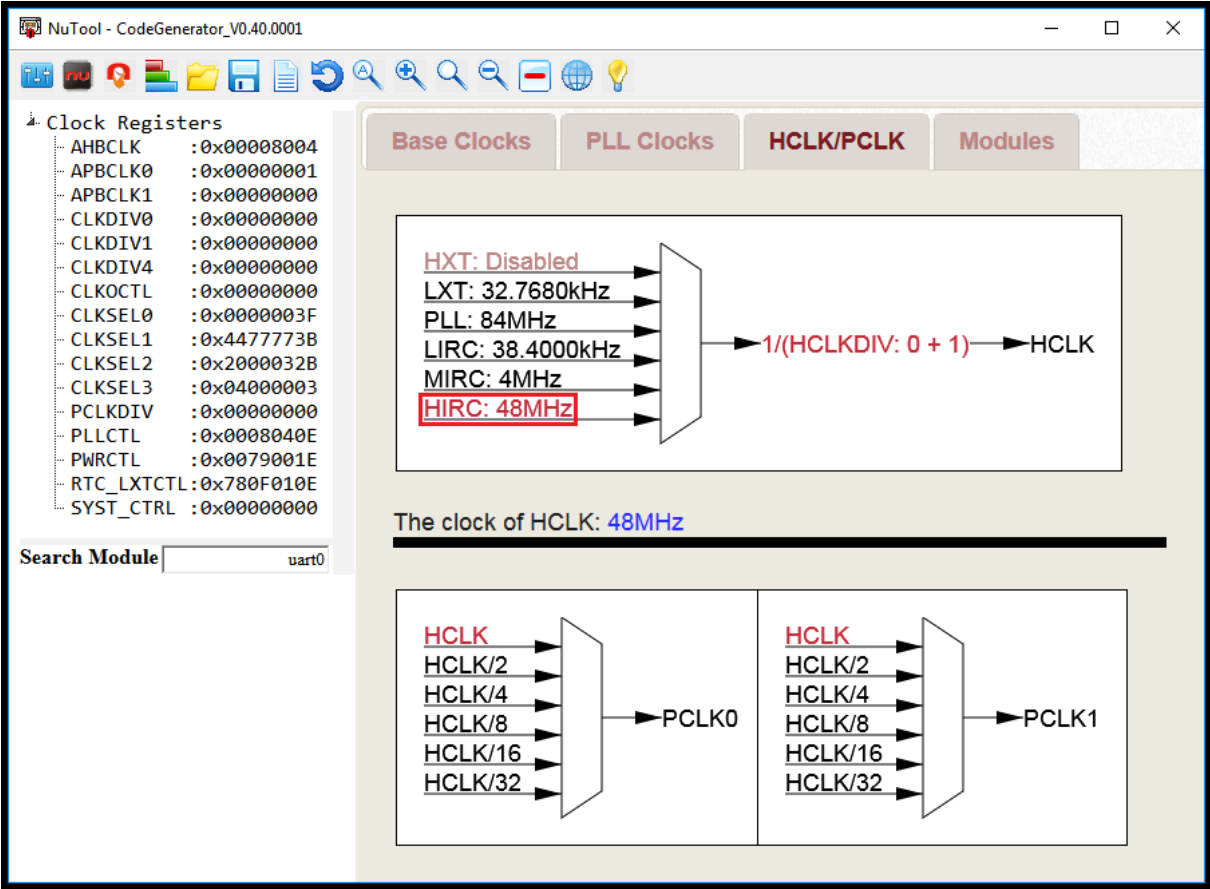 NuTool - CodeGenerator_V0.40.0001
Clock Registers
AHBCLK :0x00008004
APBCLK0 :0x00000001
APBCLK1 :0x00000000
CLKDIV0 :0x00000000
CLKDIV1 :0x00000000
CLKDIV4 :0x00000000
CLKOCTL :0x00000000
CLKSEL0 :0x0000003F
CLKSEL1 :0x4477773B
CLKSEL2 :0x2000032B
CLKSEL3 :0x04000003
PCLKDIV :0x00000000
PLLCTL :0x0008040E
PWRCTL :0x0079001E
RTC_LXTCTL:0x780F010E
SYST_CTRL :0x00000000
Search Module uart0
Base Clocks PLL Clocks HCLK/PCLK Modules
HXT: Disabled
LXT: 32.7680kHz
PLL: 84MHz
LIRC: 38.4000kHz
MIRC: 4MHz
HIRC: 48MHz
1/(HCLKDIV: 0 + 1) HCLK
The clock of HCLK: 48MHz
HCLK
HCLK/2
HCLK/4
HCLK/8
HCLK/16
HCLK/32
PCLK0
HCLK
HCLK/2
HCLK/4
HCLK/8
HCLK/16
HCLK/32
PCLK1